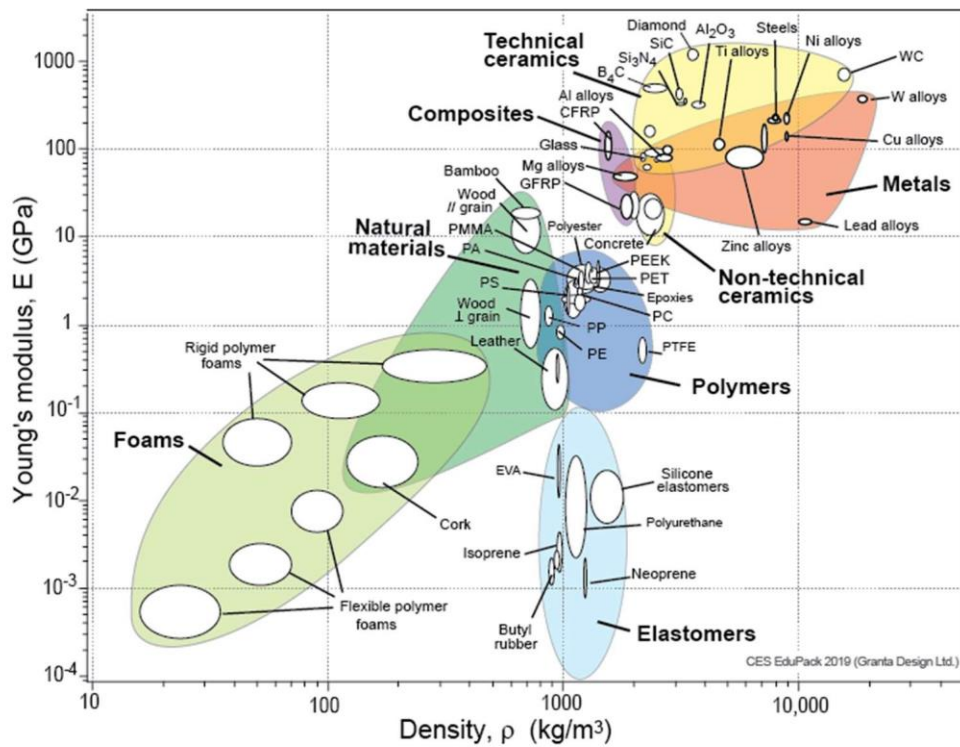 Young's modulus, E (GPa)
1000
100
10
1
10⁻¹
10⁻²
10⁻³
10⁻⁴
10
100
1000
10,000
Density, ρ (kg/m³)
Technical
ceramics
Diamond
SiC
Si₃N₄
B₄C
Al₂O₃
Ti alloys
Steels
Ni alloys
WC
W alloys
Cu alloys
Metals
Lead alloys
Zinc alloys
Non-technical
ceramics
Composites
Al alloys
CFRP
Glass
Mg alloys
GFRP
Concrete
Bamboo
Wood
// grain
Natural
materials
PMMA
PA
PS
Wood
⊥ grain
Leather
Polyester
PEEK
PET
Epoxies
PC
PP
PE
PTFE
Polymers
Rigid polymer
foams
Foams
Cork
Flexible polymer
foams
EVA
Silicone
elastomers
Polyurethane
Isoprene
Neoprene
Butyl
rubber
Elastomers
CES EduPack 2019 (Granta Design Ltd.)